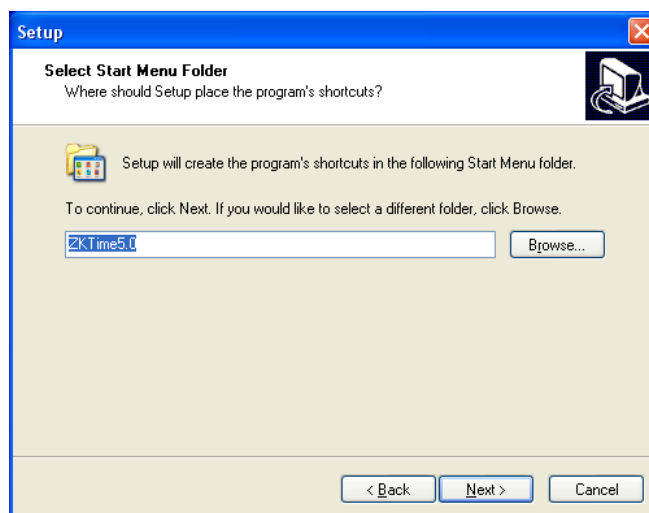 Setup
Select Start Menu Folder
Where should Setup place the program's shortcuts?
Setup will create the program's shortcuts in the following Start Menu folder.
To continue, click Next. If you would like to select a different folder, click Browse.
ZKTime5.0
Browse...
< Back
Next >
Cancel